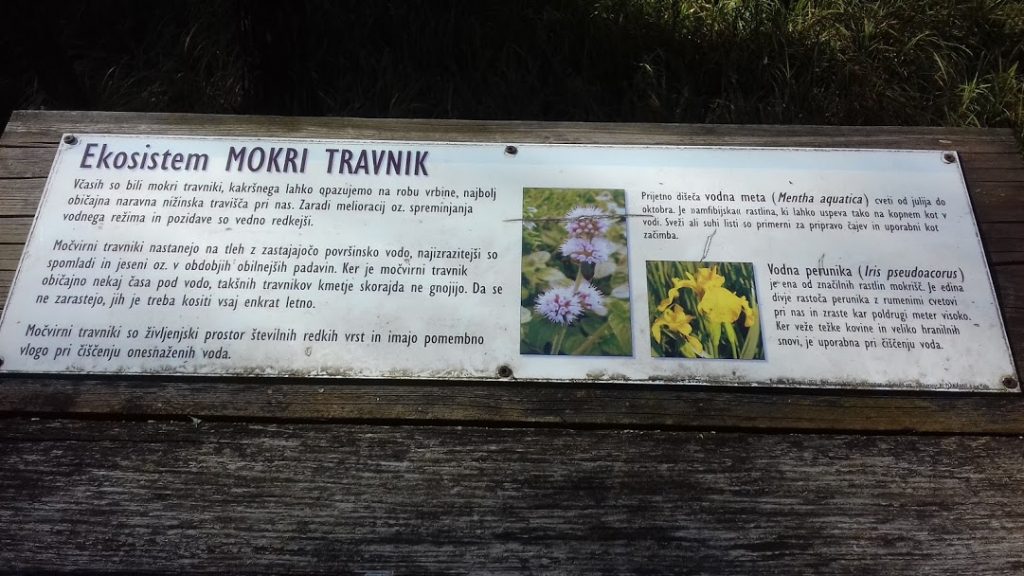 Ekosistem MOKRI TRAVNIK
Včasih so bili mokri travniki, kakršnega lahko opazujemo na robu vrbine, najbolj
običajna naravna nižinska travišča pri nas. Zaradi melioracij oz. spreminjanja
vodnega režima in pozidave so vedno redkejši.
Močvirni travniki nastanejo na tleh z zastajajočo površinsko vodo, najizrazitejši so
spomladi in jeseni oz. v obdobjih obilnejših padavin. Ker je močvirni travnik
običajno nekaj časa pod vodo, takšnih travnikov kmetje skorajda ne gnojijo. Da se
ne zarastejo, jih je treba kositi vsaj enkrat letno.
Močvirni travniki so življenjski prostor številnih redkih vrst in imajo pomembno
vlogo pri čiščenju onesnaženih voda.
Prijetno dišeča vodna meta (Mentha aquatica) cveti od julija do
oktobra. Je »amfibijska« rastlina, ki lahko uspeva tako na kopnem kot v
vodi. Sveži ali suhi listi so primerni za pripravo čajev in uporabni kot
začimba.
Vodna perunika (Iris pseudoacorus)
je ena od značilnih rastlin mokrišč. Je edina
divje rastoča perunika z rumenimi cvetovi
pri nas in zraste kar poldrugi meter visoko.
Ker veže težke kovine in veliko hranilnih
snovi, je uporabna pri čiščenju voda.